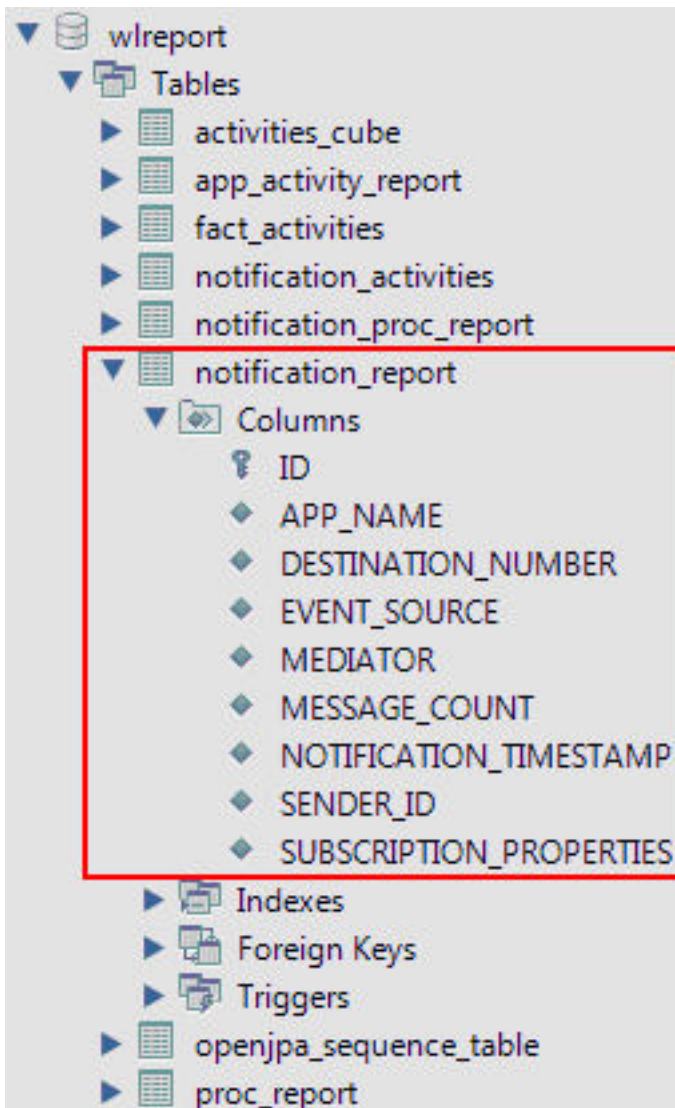 wlreport
Tables
activities_cube
app_activity_report
fact_activities
notification_activities
notification_proc_report
notification_report
Columns
ID
APP_NAME
DESTINATION_NUMBER
EVENT_SOURCE
MEDIATOR
MESSAGE_COUNT
NOTIFICATION_TIMESTAMP
SENDER_ID
SUBSCRIPTION_PROPERTIES
Indexes
Foreign Keys
Triggers
openjpa_sequence_table
proc_report